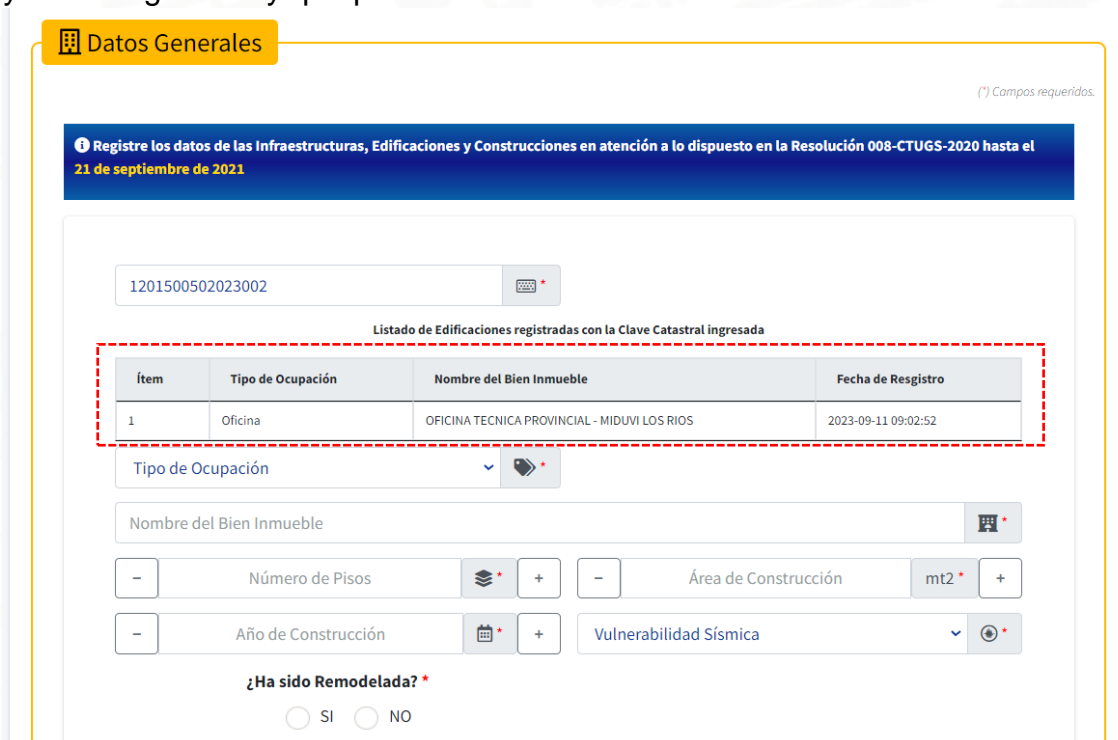 Datos Generales
(*) Campos requeridos.
Registre los datos de las Infraestructuras, Edificaciones y Construcciones en atención a lo dispuesto en la Resolución 008-CTUGS-2020 hasta el
21 de septiembre de 2021
1201500502023002 *
Listado de Edificaciones registradas con la Clave Catastral ingresada
Ítem Tipo de Ocupación Nombre del Bien Inmueble Fecha de Resgistro
1 Oficina OFICINA TECNICA PROVINCIAL - MIDUVI LOS RIOS 2023-09-11 09:02:52
Tipo de Ocupación *
Nombre del Bien Inmueble *
− Número de Pisos * + − Área de Construcción mt2 * +
− Año de Construcción * + Vulnerabilidad Sísmica *
¿Ha sido Remodelada? *
SI NO